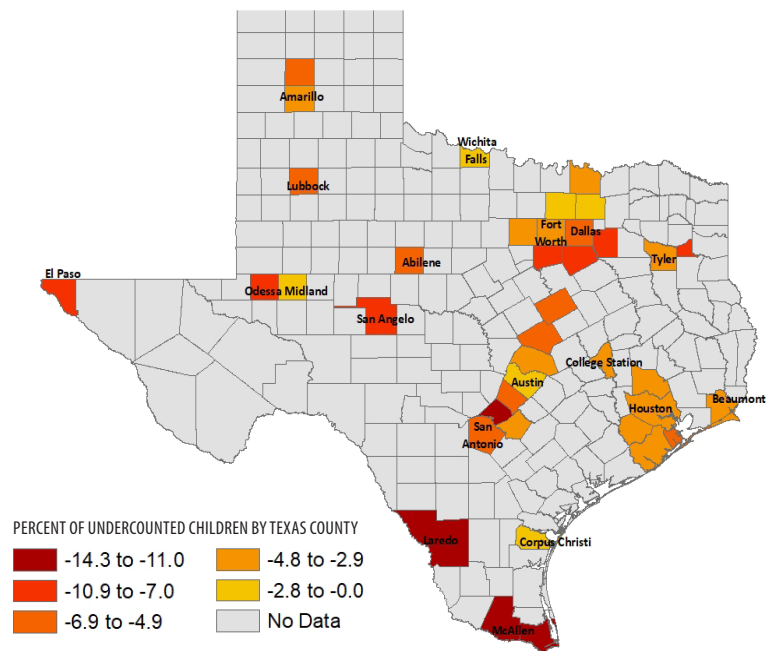 Amarillo
Wichita
Falls
Lubbock
Fort
Worth
Dallas
Abilene
Tyler
El Paso
Odessa Midland
San Angelo
College Station
Austin
Beaumont
Houston
San
Antonio
Laredo
Corpus Christi
McAllen
PERCENT OF UNDERCOUNTED CHILDREN BY TEXAS COUNTY
-14.3 to -11.0
-10.9 to -7.0
-6.9 to -4.9
-4.8 to -2.9
-2.8 to -0.0
No Data